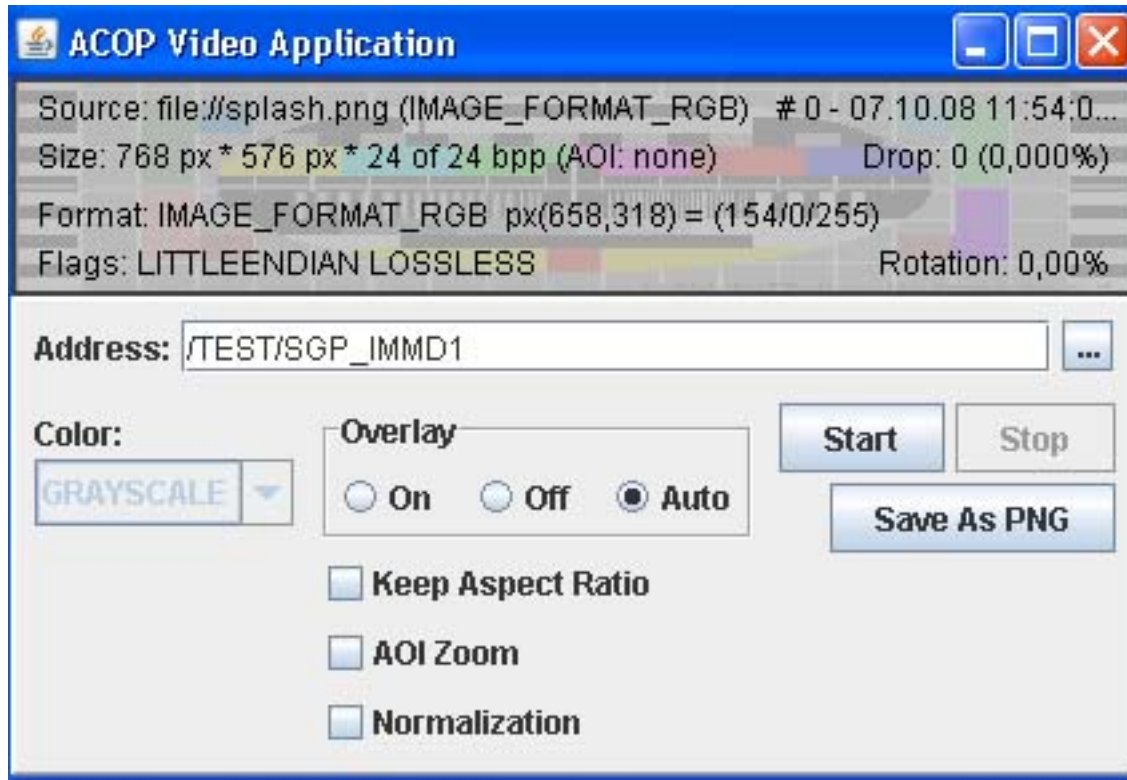 ACOP Video Application
Source: file://splash.png (IMAGE_FORMAT_RGB) # 0 - 07.10.08 11:54:0...
Size: 768 px * 576 px * 24 of 24 bpp (AOI: none) Drop: 0 (0,000%)
Format: IMAGE_FORMAT_RGB px(658,318) = (154/0/255)
Flags: LITTLEENDIAN LOSSLESS Rotation: 0,00%
Address: /TEST/SGP_IMMD1 ...
Color:
GRAYSCALE
Overlay
On Off Auto
Start Stop
Save As PNG
Keep Aspect Ratio
AOI Zoom
Normalization